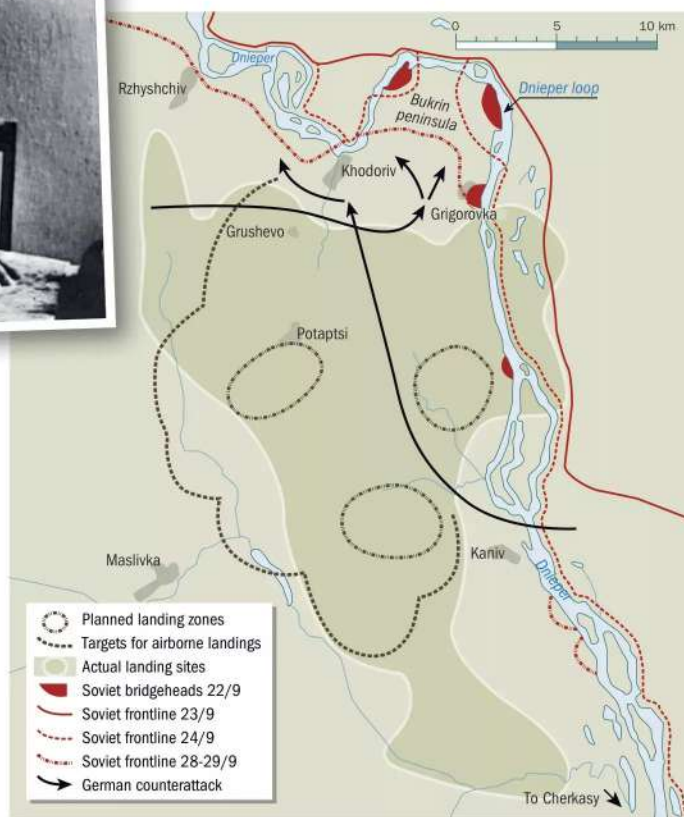 0 5 10 km
Dnieper
Rzhyshchiv
Dnieper loop
Bukrin
peninsula
Khodoriv
Grigorovka
Grushevo
Potaptsi
Maslivka
Kaniv
Dnieper
Planned landing zones
Targets for airborne landings
Actual landing sites
Soviet bridgeheads 22/9
Soviet frontline 23/9
Soviet frontline 24/9
Soviet frontline 28-29/9
German counterattack
To Cherkasy